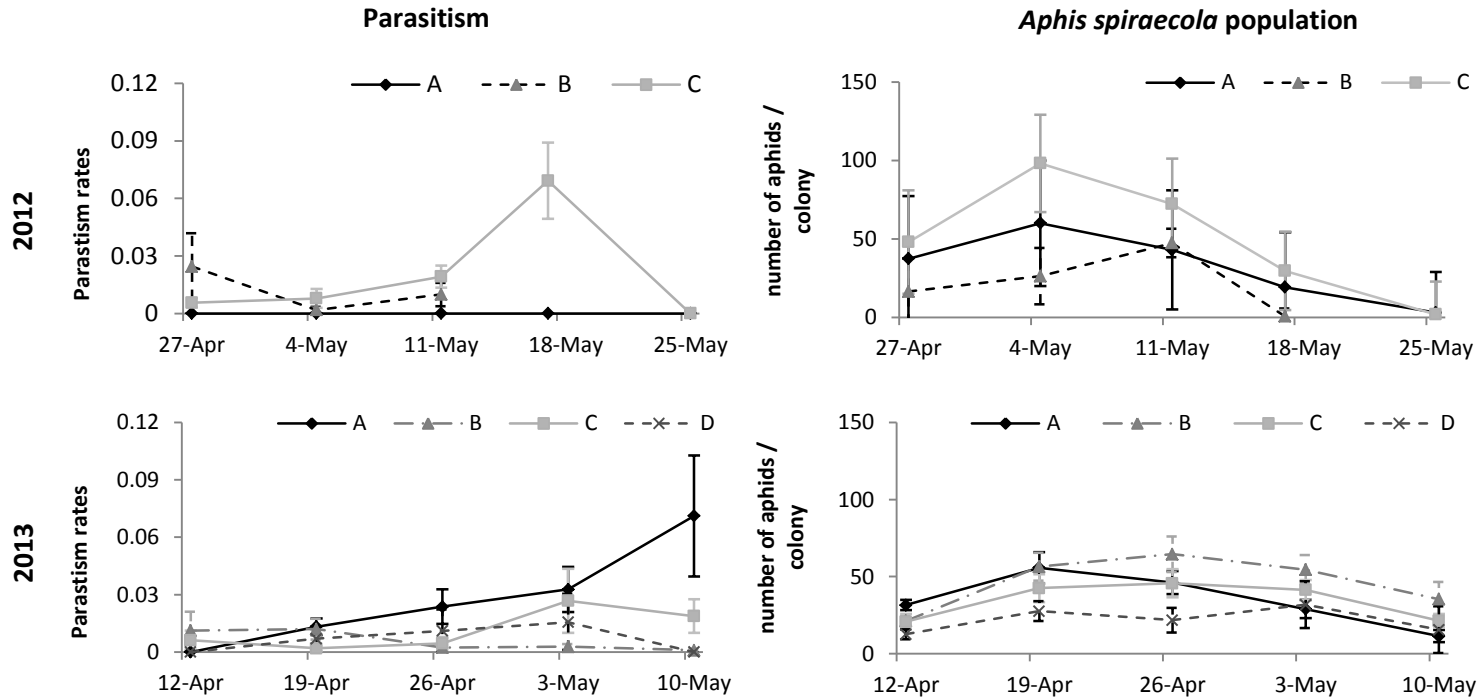 Parasitism
Aphis spiraecola population
2012
Parastism rates
0.12
0.09
0.06
0.03
0
A
B
C
27-Apr
4-May
11-May
18-May
25-May
number of aphids /
colony
150
100
50
0
A
B
C
27-Apr
4-May
11-May
18-May
25-May
2013
Parastism rates
0.12
0.09
0.06
0.03
0
A
B
C
D
12-Apr
19-Apr
26-Apr
3-May
10-May
number of aphids /
colony
150
100
50
0
A
B
C
D
12-Apr
19-Apr
26-Apr
3-May
10-May